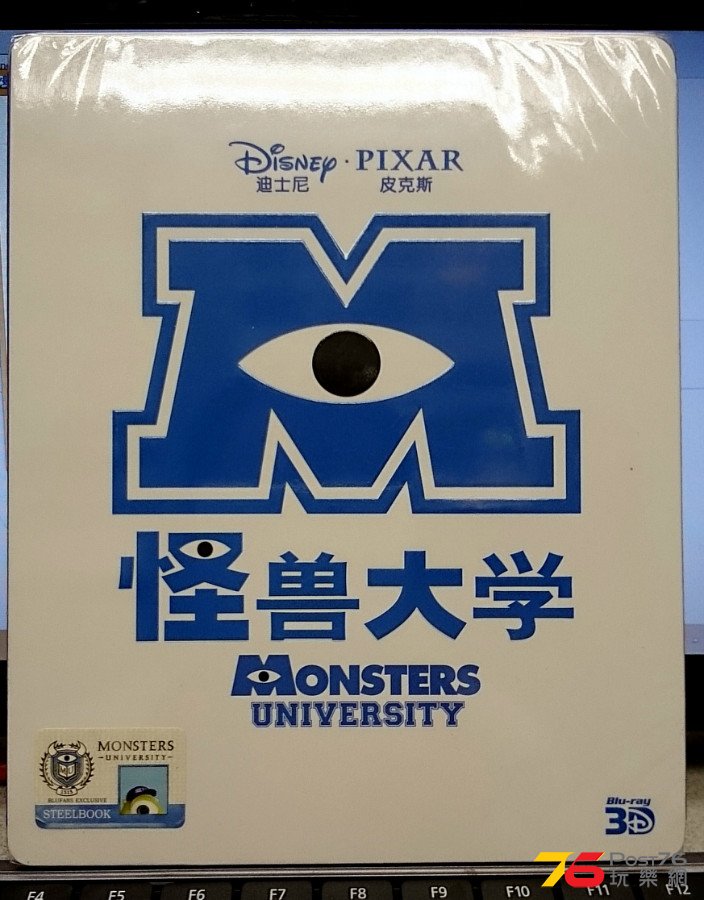 Disney · PIXAR
迪士尼 皮克斯
M
怪兽大学
MONSTERS
UNIVERSITY
MONSTERS
-UNIVERSITY-
BLUFANS EXCLUSIVE
STEELBOOK
Blu-ray
3D
76 Post76
玩樂網
F4 F5 F6 F7 F8 F9 F10 F11 F12